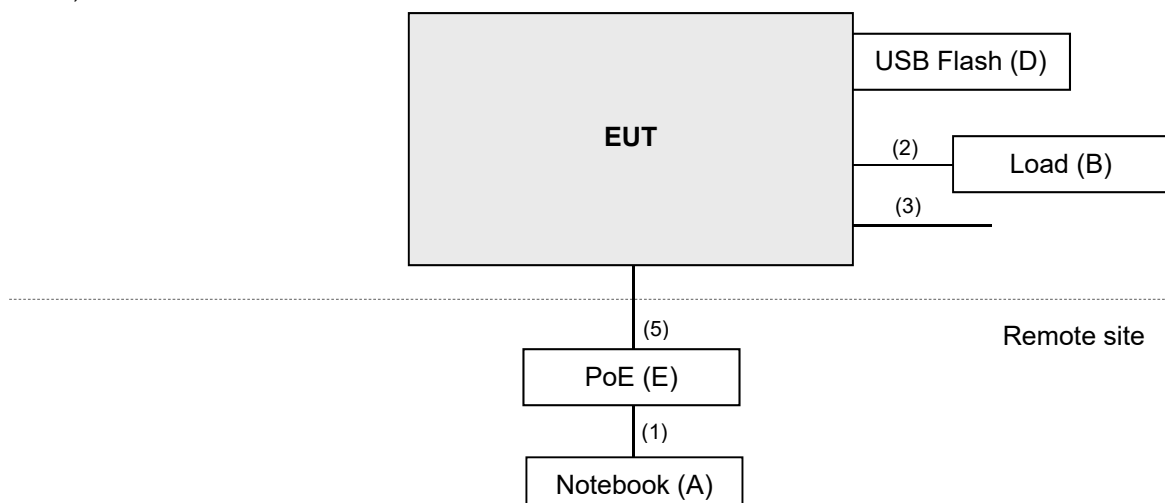 USB Flash (D)
EUT
(2)
Load (B)
(3)
(5)
Remote site
PoE (E)
(1)
Notebook (A)